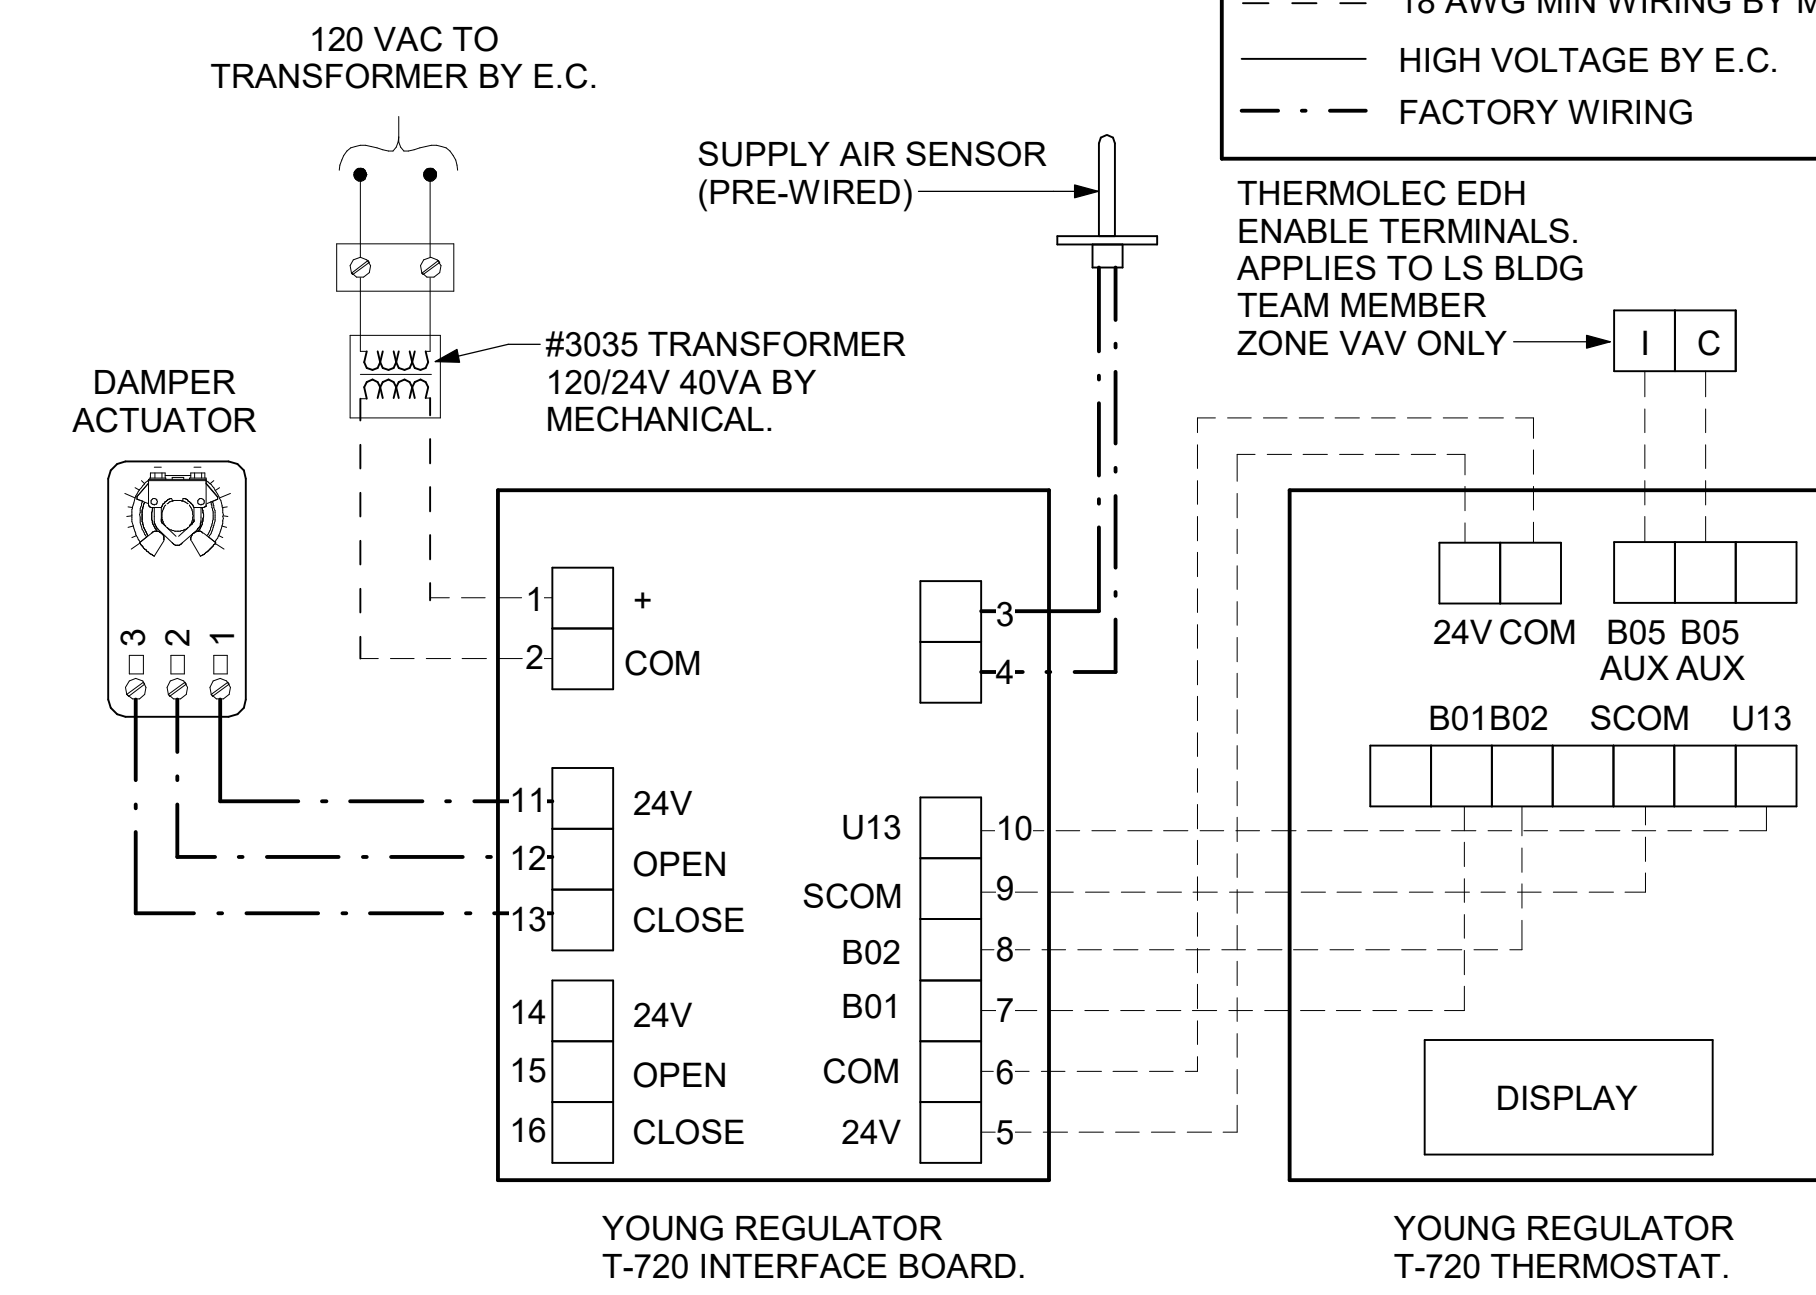 18 AWG MIN WIRING BY
HIGH VOLTAGE BY E.C.
FACTORY WIRING
120 VAC TO
TRANSFORMER BY E.C.
SUPPLY AIR SENSOR
(PRE-WIRED)
THERMOLEC EDH
ENABLE TERMINALS.
APPLIES TO LS BLDG
TEAM MEMBER
ZONE VAV ONLY
I C
#3035 TRANSFORMER
120/24V 40VA BY
MECHANICAL.
DAMPER
ACTUATOR
3 2 1
1 +
2 COM
3
4
11 24V
12 OPEN
13 CLOSE
14 24V
15 OPEN
16 CLOSE
U13 10
SCOM 9
B02 8
B01 7
COM 6
24V 5
24V COM B05 B05
AUX AUX
B01 B02 SCOM U13
DISPLAY
YOUNG REGULATOR
T-720 INTERFACE BOARD.
YOUNG REGULATOR
T-720 THERMOSTAT.